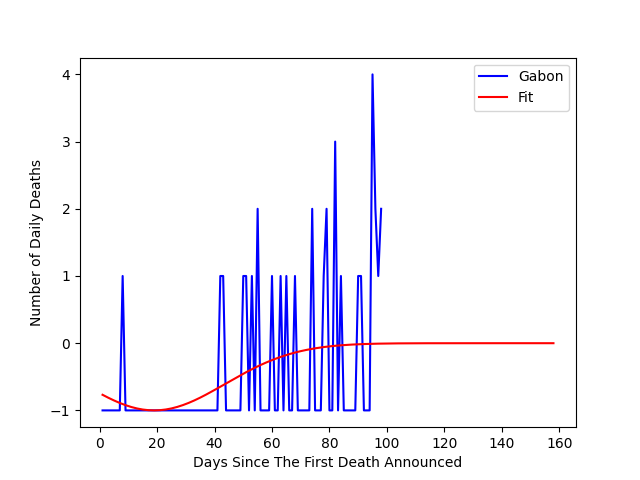 Gabon
Fit
4
3
2
1
0
−1
0 20 40 60 80 100 120 140 160
Number of Daily Deaths
Days Since The First Death Announced